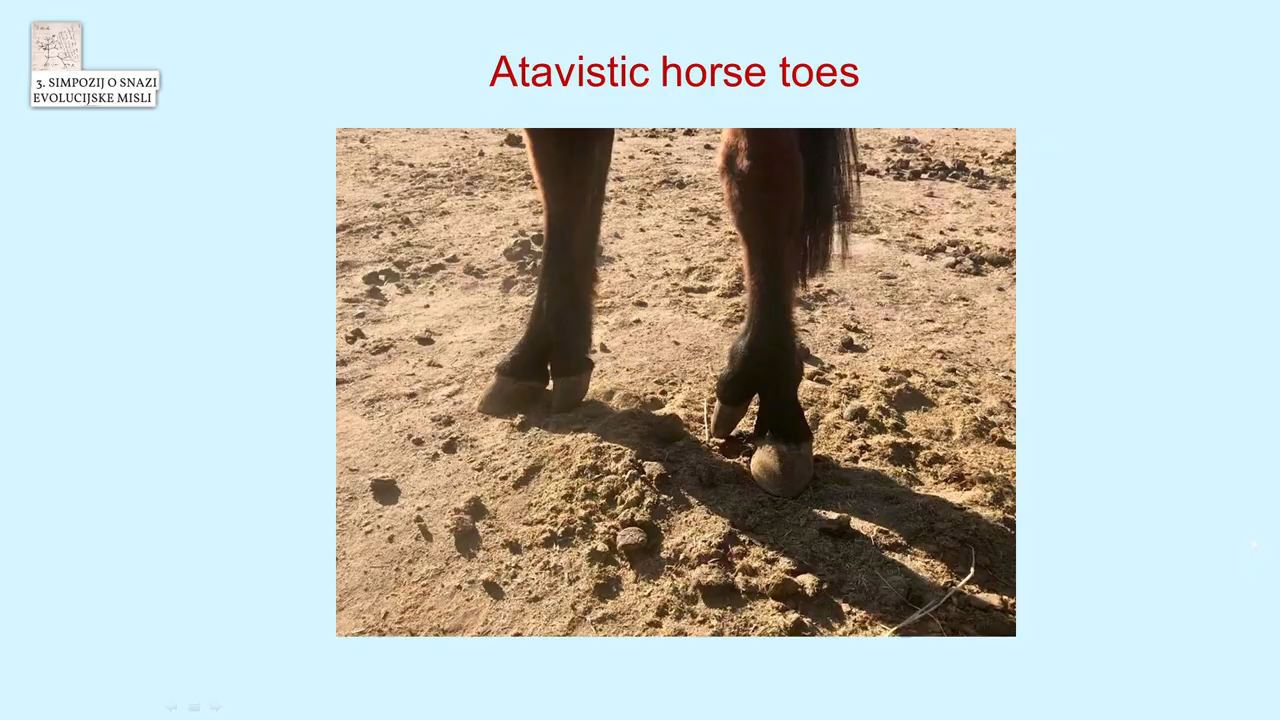 Atavistic horse toes
3. SIMPOZIJ O SNAZI
EVOLUCIJSKE MISLI